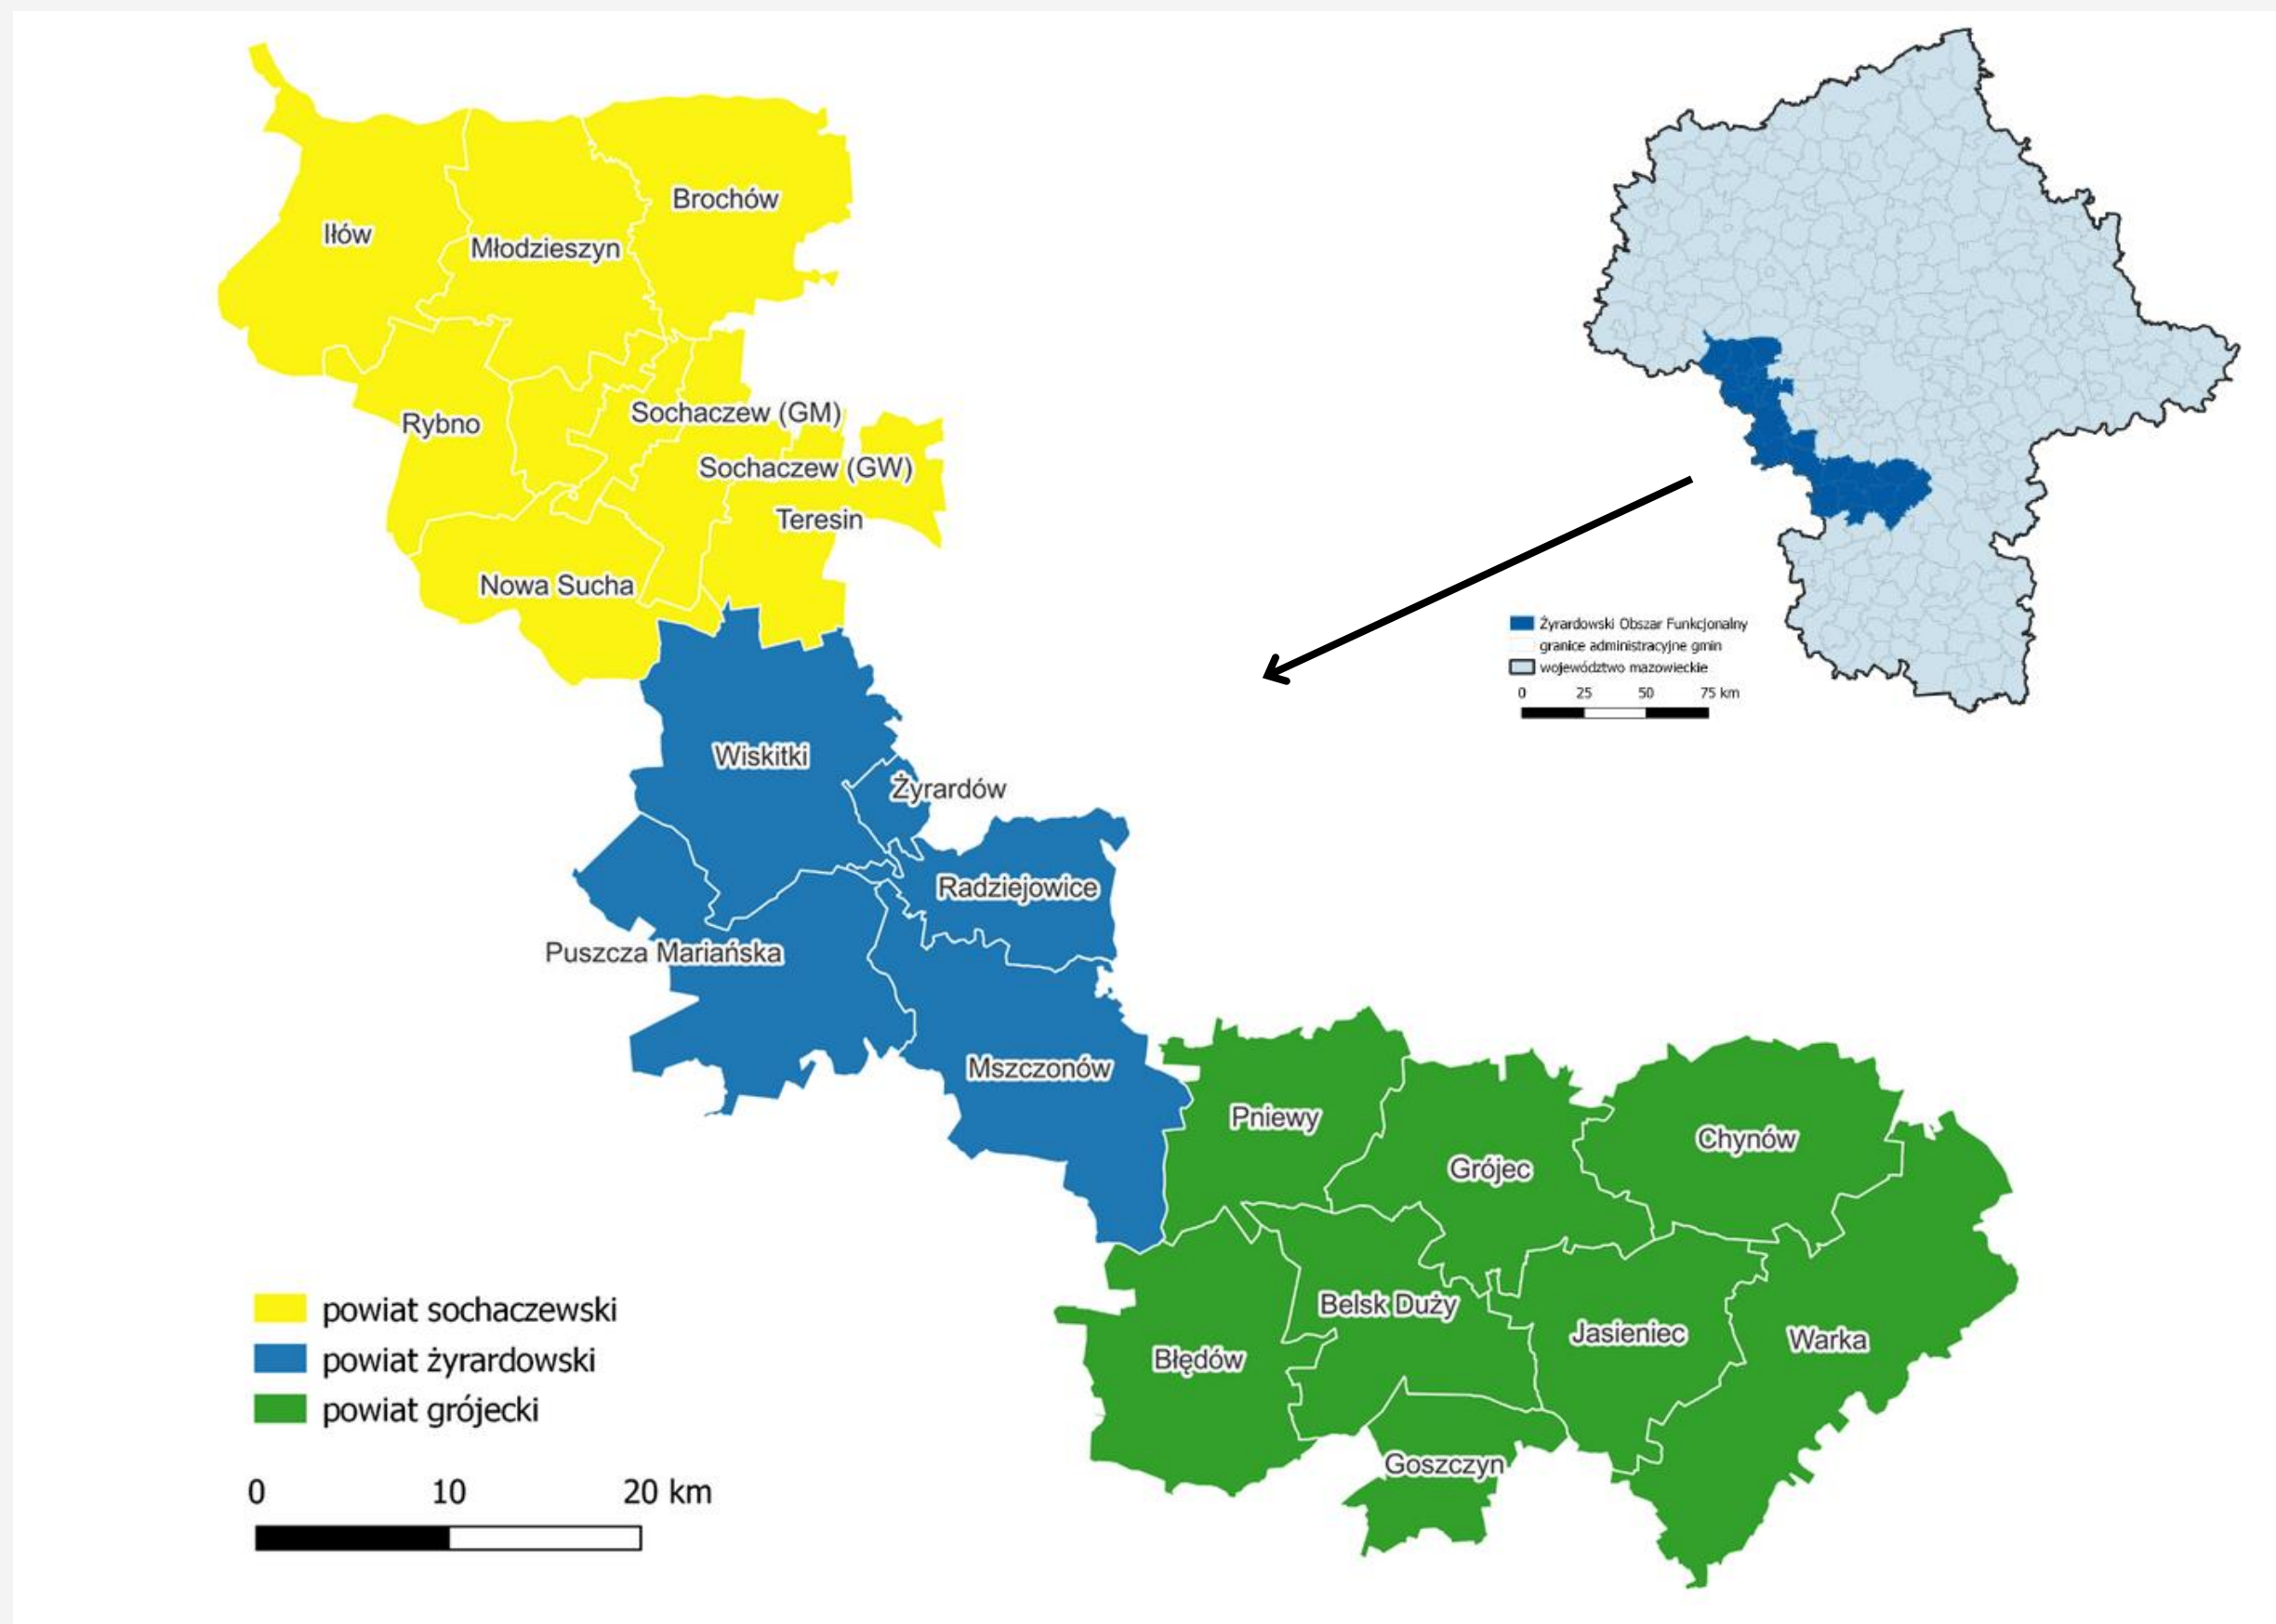 Brochów
Iłów
Młodzieszyn
Sochaczew (GM)
Rybno
Sochaczew (GW)
Teresin
Nowa Sucha
Żyrardowski Obszar Funkcjonalny
granice administracyjne gmin
województwo mazowieckie
0 25 50 75 km
Wiskitki
Żyrardów
Radziejowice
Puszcza Mariańska
Mszczonów
Pniewy
Chynów
Grójec
Belsk Duży
Jasieniec
Warka
Błędów
Goszczyn
powiat sochaczewski
powiat żyrardowski
powiat grójecki
0 10 20 km